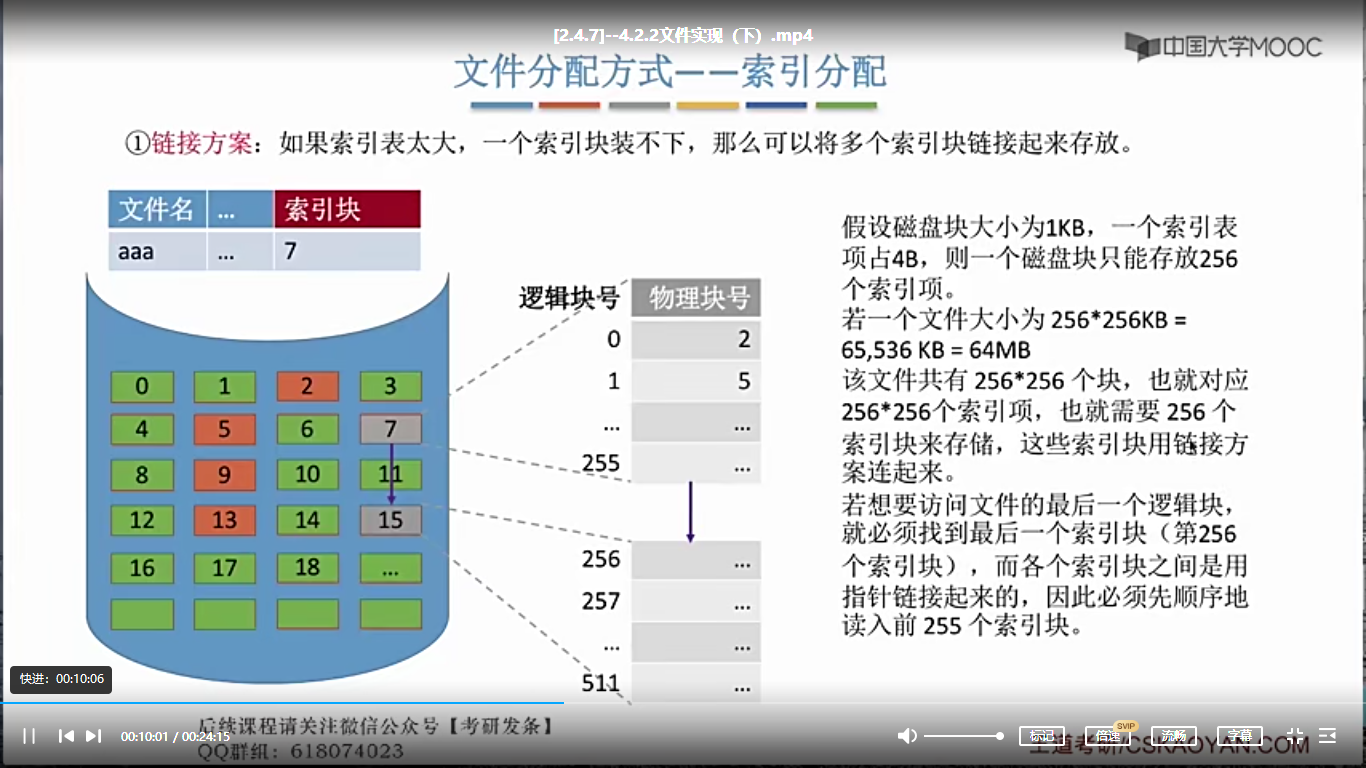 [2.4.7]--4.2.2文件实现（下）.mp4
中国大学MOOC
文件分配方式——索引分配
①链接方案：如果索引表太大，一个索引块装不下，那么可以将多个索引块链接起来存放。
文件名 ... 索引块
aaa ... 7
逻辑块号 物理块号
0 2
1 5
... ...
255 ...
256 ...
257 ...
... ...
511 ...
0 1 2 3
4 5 6 7
8 9 10 11
12 13 14 15
16 17 18 ...
假设磁盘块大小为1KB，一个索引表
项占4B，则一个磁盘块只能存放256
个索引项。
若一个文件大小为 256*256KB =
65,536 KB = 64MB
该文件共有 256*256 个块，也就对应
256*256个索引项，也就需要 256 个
索引块来存储，这些索引块用链接方
案连起来。
若想要访问文件的最后一个逻辑块，
就必须找到最后一个索引块（第256
个索引块），而各个索引块之间是用
指针链接起来的，因此必须先顺序地
读入前 255 个索引块。
快进：00:10:06
后续课程请关注微信公众号【考研发条】
QQ群组：618074023
00:10:01 / 00:24:15
标记
倍速
SVIP
流畅
字幕
王道考研/CSKAOYAN.COM